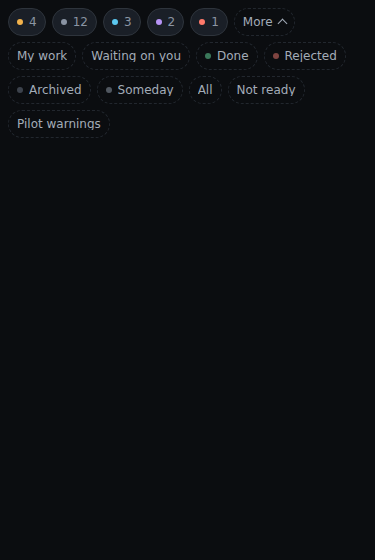 4 12 3 2 1 More
My work Waiting on you Done Rejected
Archived Someday All Not ready
Pilot warnings